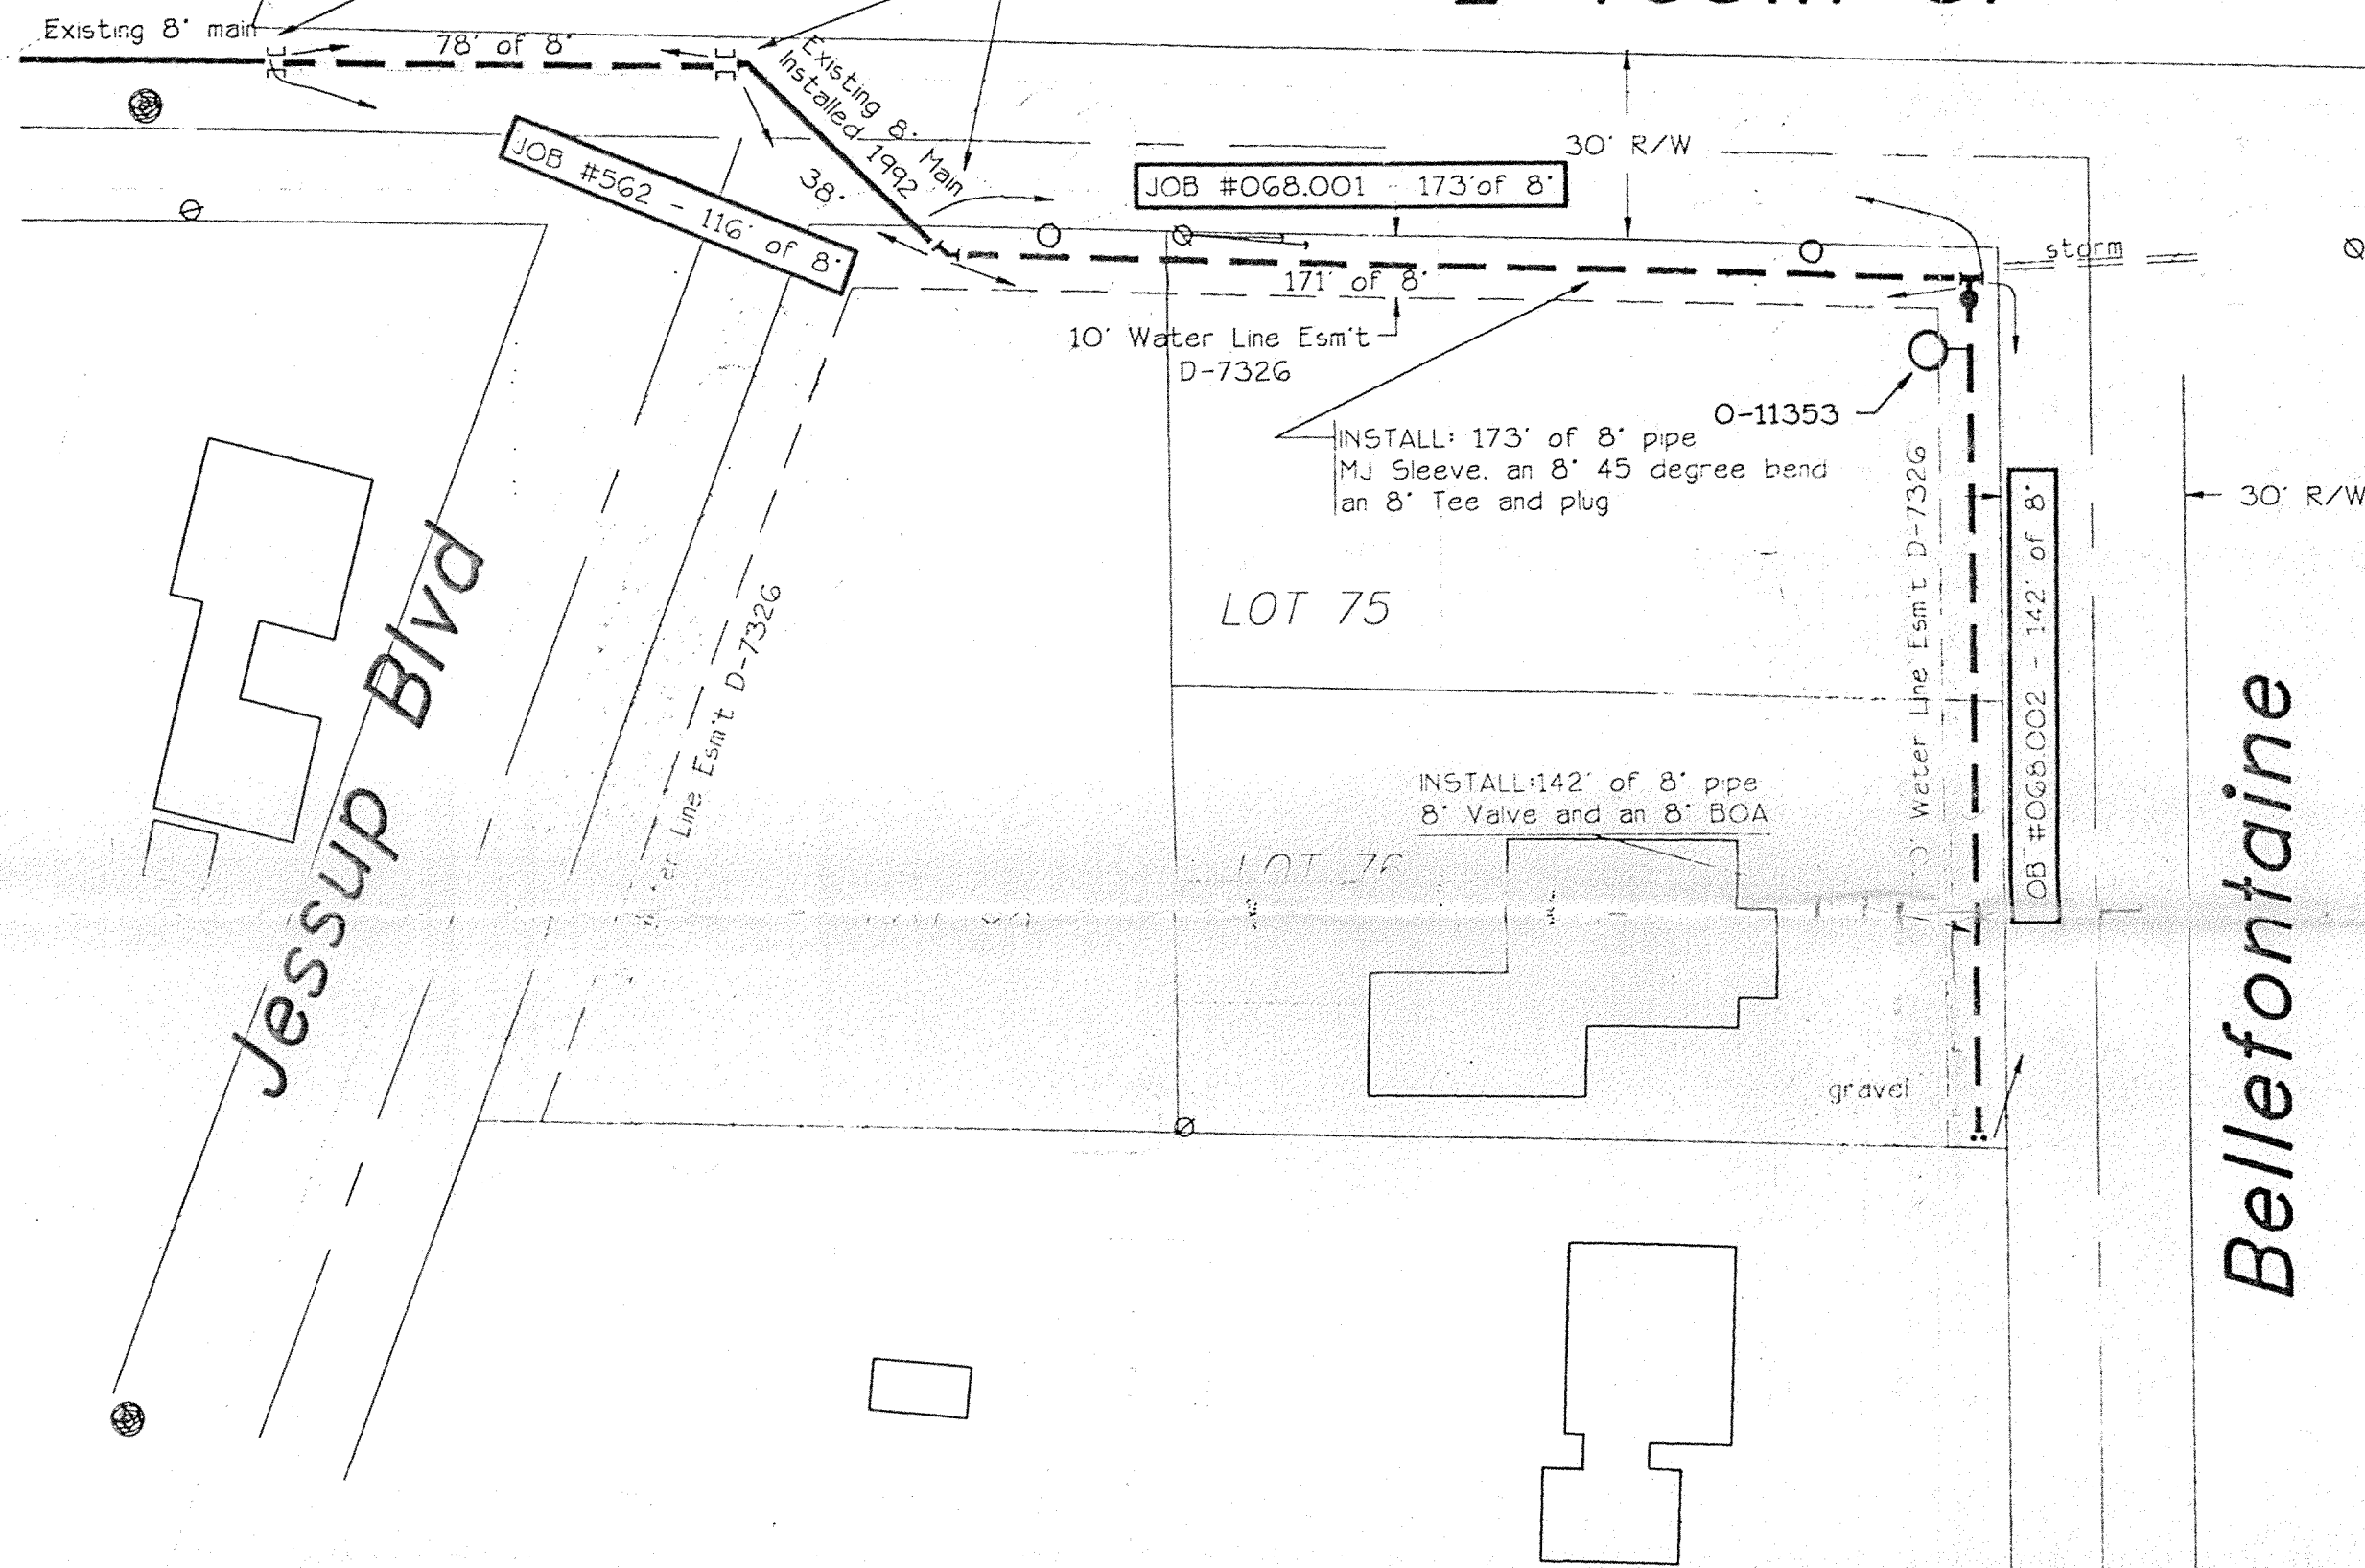 Existing 8" main
78' of 8"
Existing 8" Main
Installed 1992
38'
JOB #562 - 116' of 8"
JOB #068.001 - 173' of 8"
30' R/W
storm
171' of 8"
10' Water Line Esm't
D-7326
O-11353
INSTALL: 173' of 8" pipe
MJ Sleeve, an 8" 45 degree bend
an 8" Tee and plug
30' R/W
Water Line Esm't D-7326
OB #068.002 - 142' of 8"
LOT 75
Line Esm't D-7326
Jessup Blvd
INSTALL:142' of 8" pipe
8" Valve and an 8" BOA
LOT 76
gravel
Bellefontaine